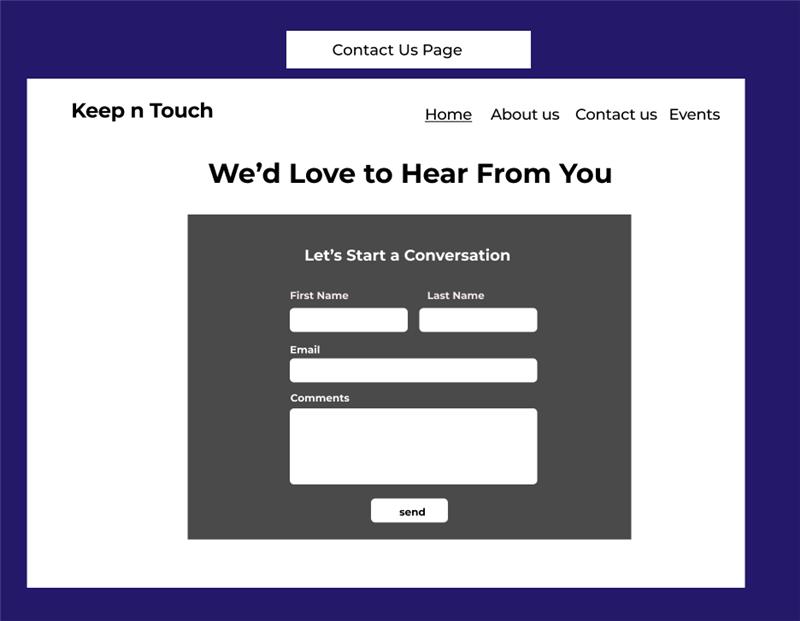 Contact Us Page
Keep n Touch
Home About us Contact us Events
We’d Love to Hear From You
Let’s Start a Conversation
First Name Last Name
Email
Comments
send